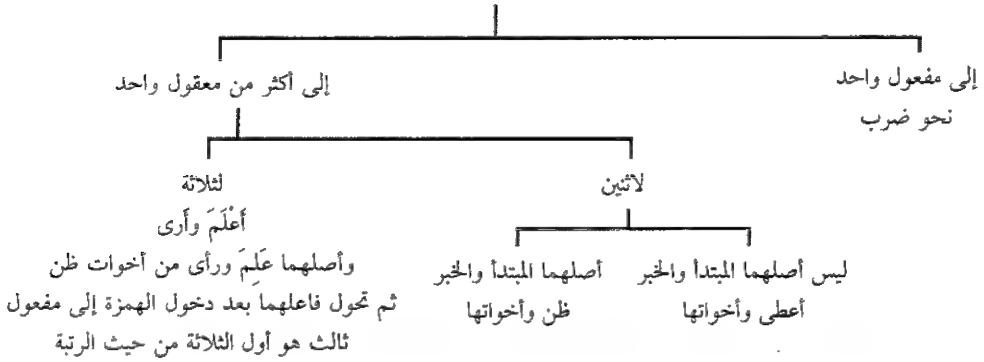 إلى مفعول واحد
نحو ضرب
إلى أكثر من معقول واحد
لاثنين
ليس أصلهما المبتدأ والخبر
أعطى وأخواتها
أصلهما المبتدأ والخبر
ظن وأخواتها
لثلاثة
أَعْلَمَ وأَرى
وأصلهما عَلِمَ ورأى من أخوات ظن
ثم تحول فاعلهما بعد دخول الهمزة إلى مفعول
ثالث هو أول الثلاثة من حيث الرتبة